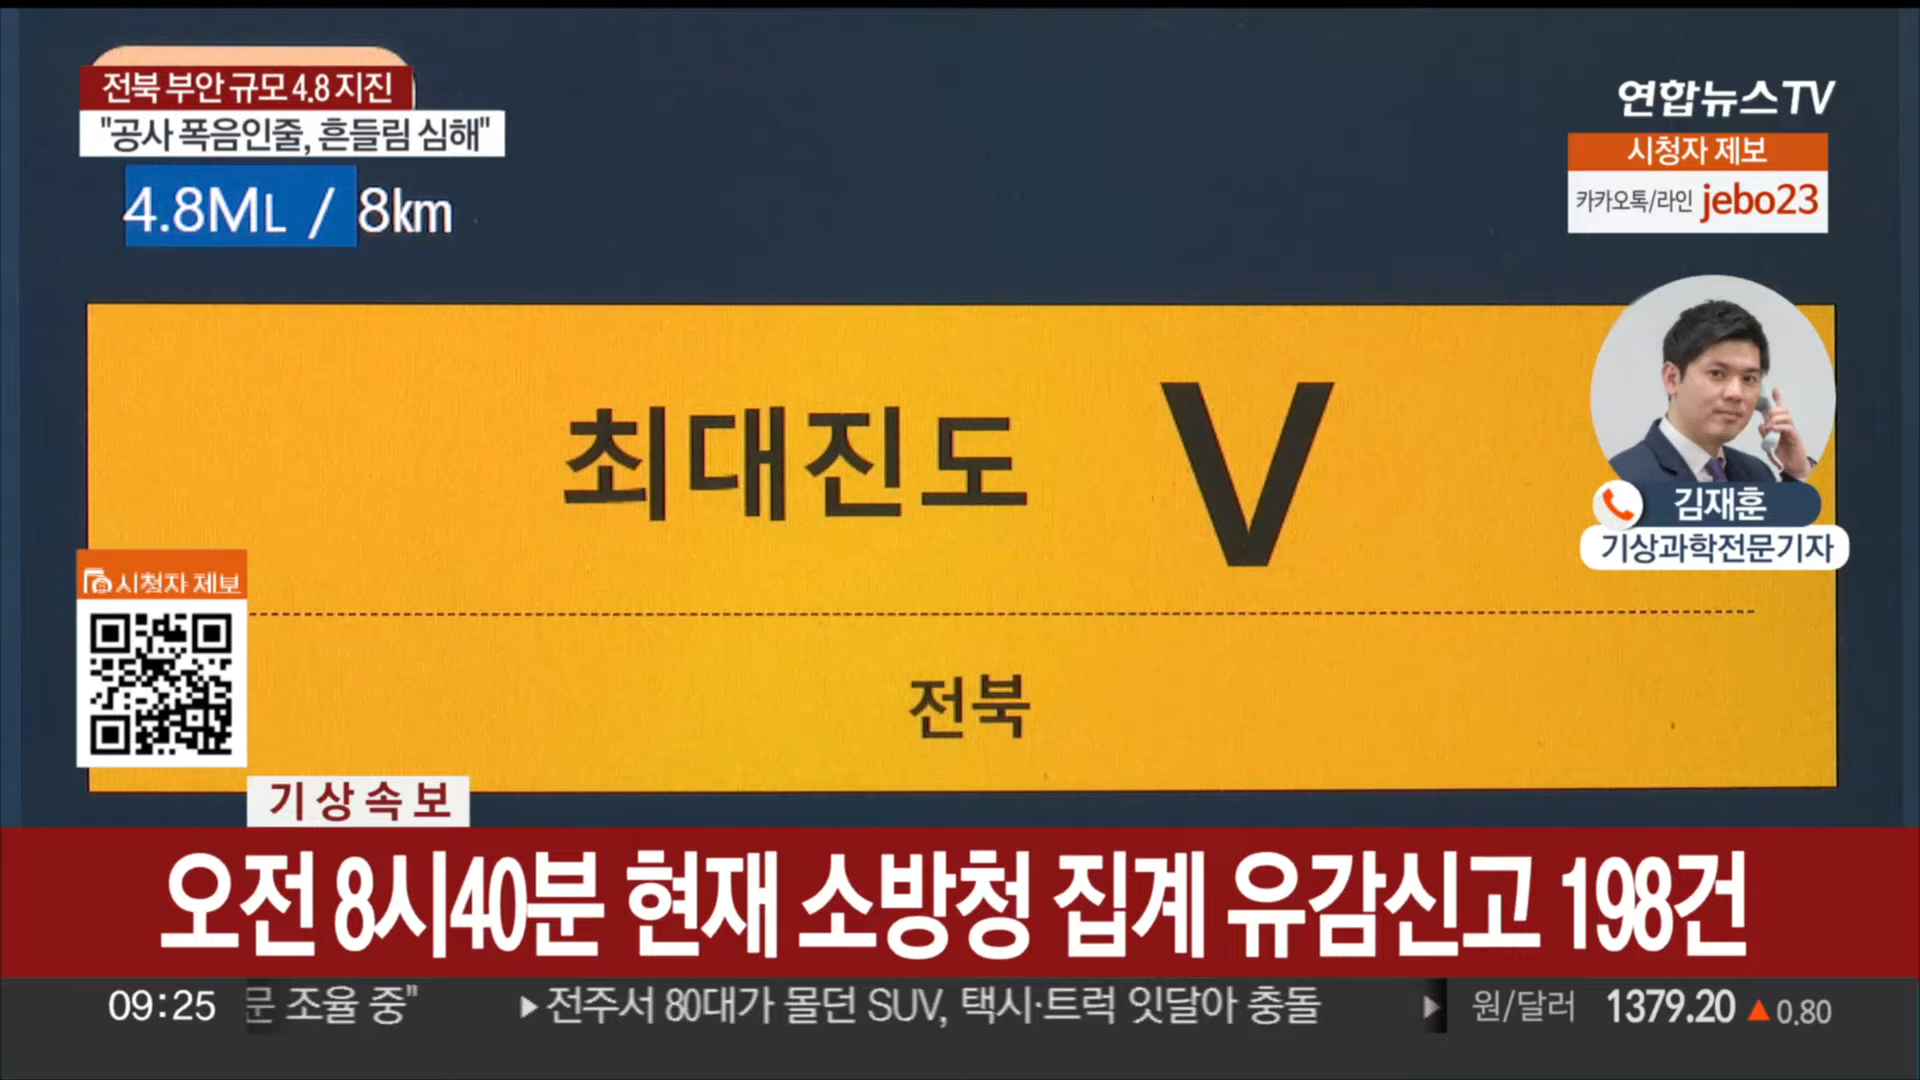 전북 부안 규모 4.8 지진
"공사 폭음인줄, 흔들림 심해"
4.8ML / 8km
연합뉴스TV
시청자 제보
카카오톡/라인 jebo23
최대진도 V
김재훈
기상과학전문기자
시청자 제보
전북
기상속보
오전 8시40분 현재 소방청 집계 유감신고 198건
09:25 문 조율 중" ▶전주서 80대가 몰던 SUV, 택시·트럭 잇달아 충돌 ▶ 원/달러 1379.20 ▲0.80